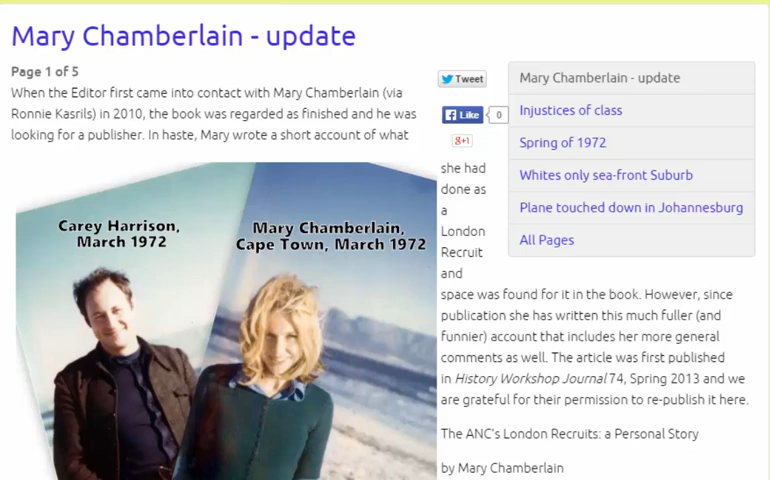 Mary Chamberlain - update
Page 1 of 5
When the Editor first came into contact with Mary Chamberlain (via
Ronnie Kasrils) in 2010, the book was regarded as finished and he was
looking for a publisher. In haste, Mary wrote a short account of what
she had
done as
a
London
Recruit
and
space was found for it in the book. However, since
publication she has written this much fuller (and
funnier) account that includes her more general
comments as well. The article was first published
in History Workshop Journal 74, Spring 2013 and we
are grateful for their permission to re-publish it here.
The ANC's London Recruits: a Personal Story
by Mary Chamberlain
Carey Harrison,
March 1972
Mary Chamberlain,
Cape Town, March 1972
Tweet
Like 0
g+1
Mary Chamberlain - update
Injustices of class
Spring of 1972
Whites only sea-front Suburb
Plane touched down in Johannesburg
All Pages